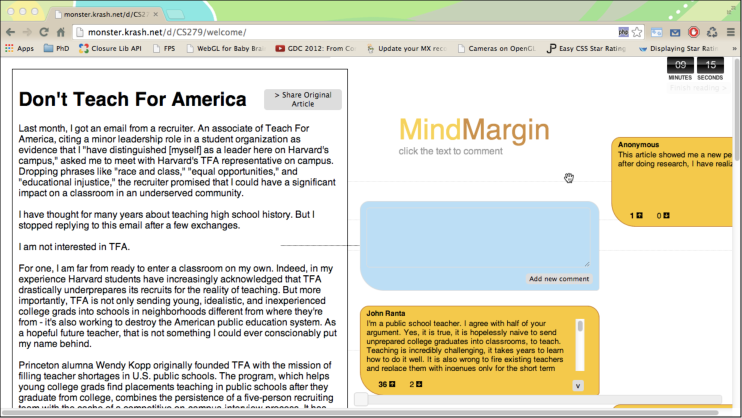 CS279 Test
monster.krash.net/d/CS279/welcome/
Apps PhD Closure Lib API FPS WebGL for Baby GDC 2012: From Update your MX Cameras on OpenGL Easy CSS Star Rating Displaying Star
09 15
MINUTES SECONDS
Don't Teach For America
> Share Original
Article
Last month, I got an email from a recruiter. An associate of Teach For
America, citing a minor leadership role in a student organization as
evidence that I "have distinguished [myself] as a leader here on Harvard's
campus," asked me to meet with Harvard's TFA representative on campus.
Dropping phrases like "race and class," "equal opportunities," and
"educational injustice," the recruiter promised that I could have a significant
impact on a classroom in an underserved community.
I have thought for many years about teaching high school history. But I
stopped replying to this email after a few exchanges.
I am not interested in TFA.
For one, I am far from ready to enter a classroom on my own. Indeed, in my
experience Harvard students have increasingly acknowledged that TFA
drastically underprepares its recruits for the reality of teaching. But more
importantly, TFA is not only sending young, idealistic, and inexperienced
college grads into schools in neighborhoods different from where they're
from - it's also working to destroy the American public education system. As
a hopeful future teacher, that is not something I could ever conscionably put
my name behind.
Princeton alumna Wendy Kopp originally founded TFA with the mission of
filling teacher shortages in U.S. public schools. The program, which helps
young college grads find placements teaching in public schools after they
graduate from college, combines the persistence of a five-person recruiting
team with the cache of a competitive on-campus interview process. It has
MindMargin
click the text to comment
Anonymous
This article showed me a new
after doing research, I have
1 0
Add new comment
John Ranta
I'm a public school teacher. I agree with half of your
argument. Yes, it is true, it is hopelessly naive to send
unprepared college graduates into classrooms, to teach.
Teaching is incredibly challenging, it takes years to learn
how to do it well. It is also wrong to fire existing teachers
and replace them with ingenues only for the short term
36 2 v